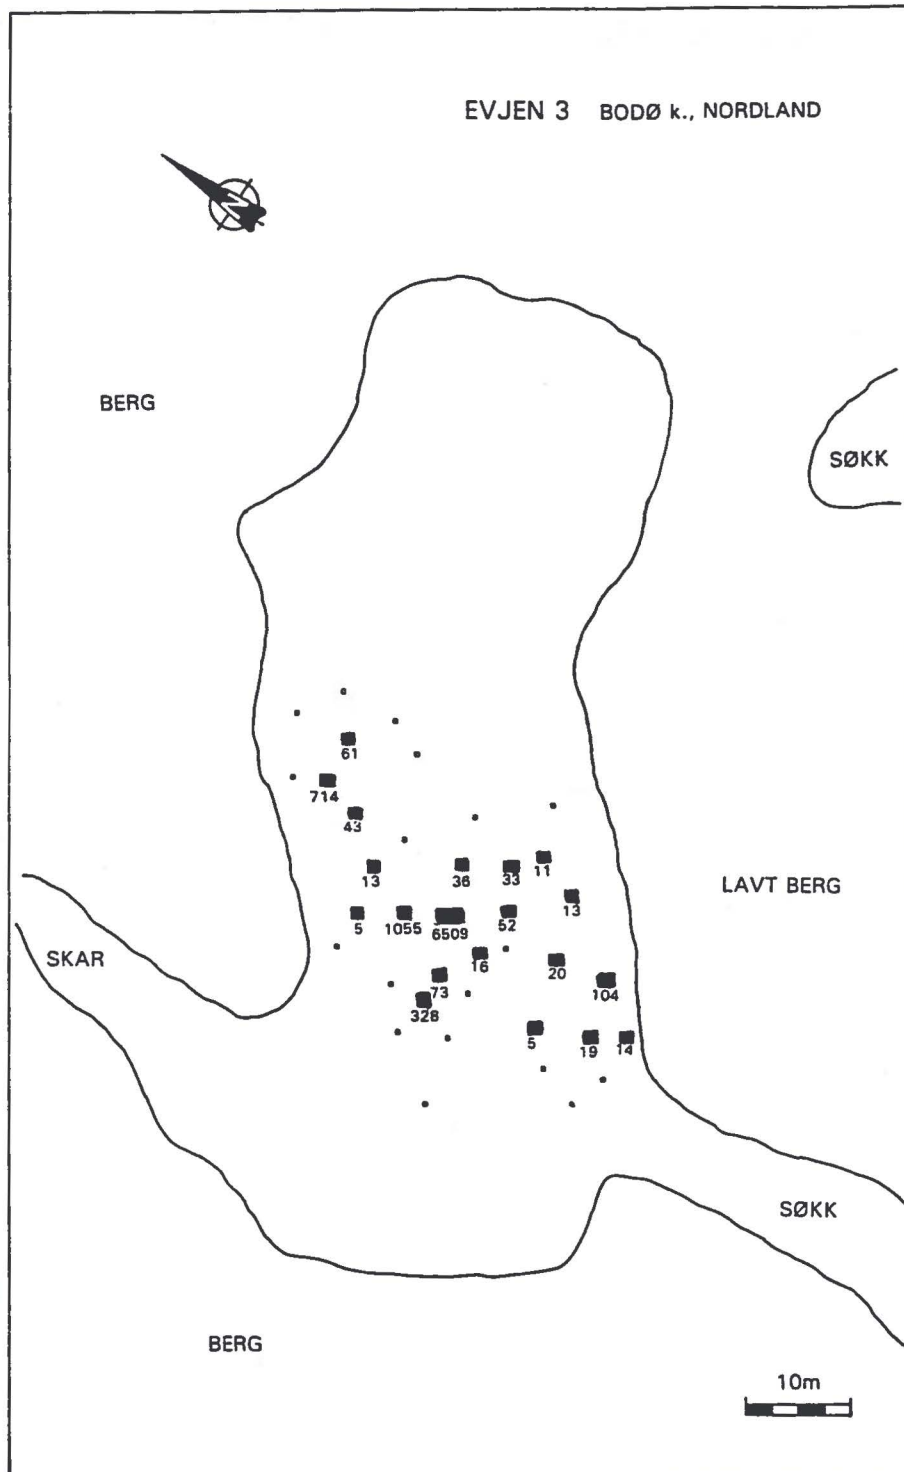 EVJEN 3 BODØ k., NORDLAND
N
BERG
SØKK
61
714
43
13
36
33
11
LAVT BERG
5
1055
6509
52
13
SKAR
16
20
73
104
328
5
19
14
SØKK
BERG
10m